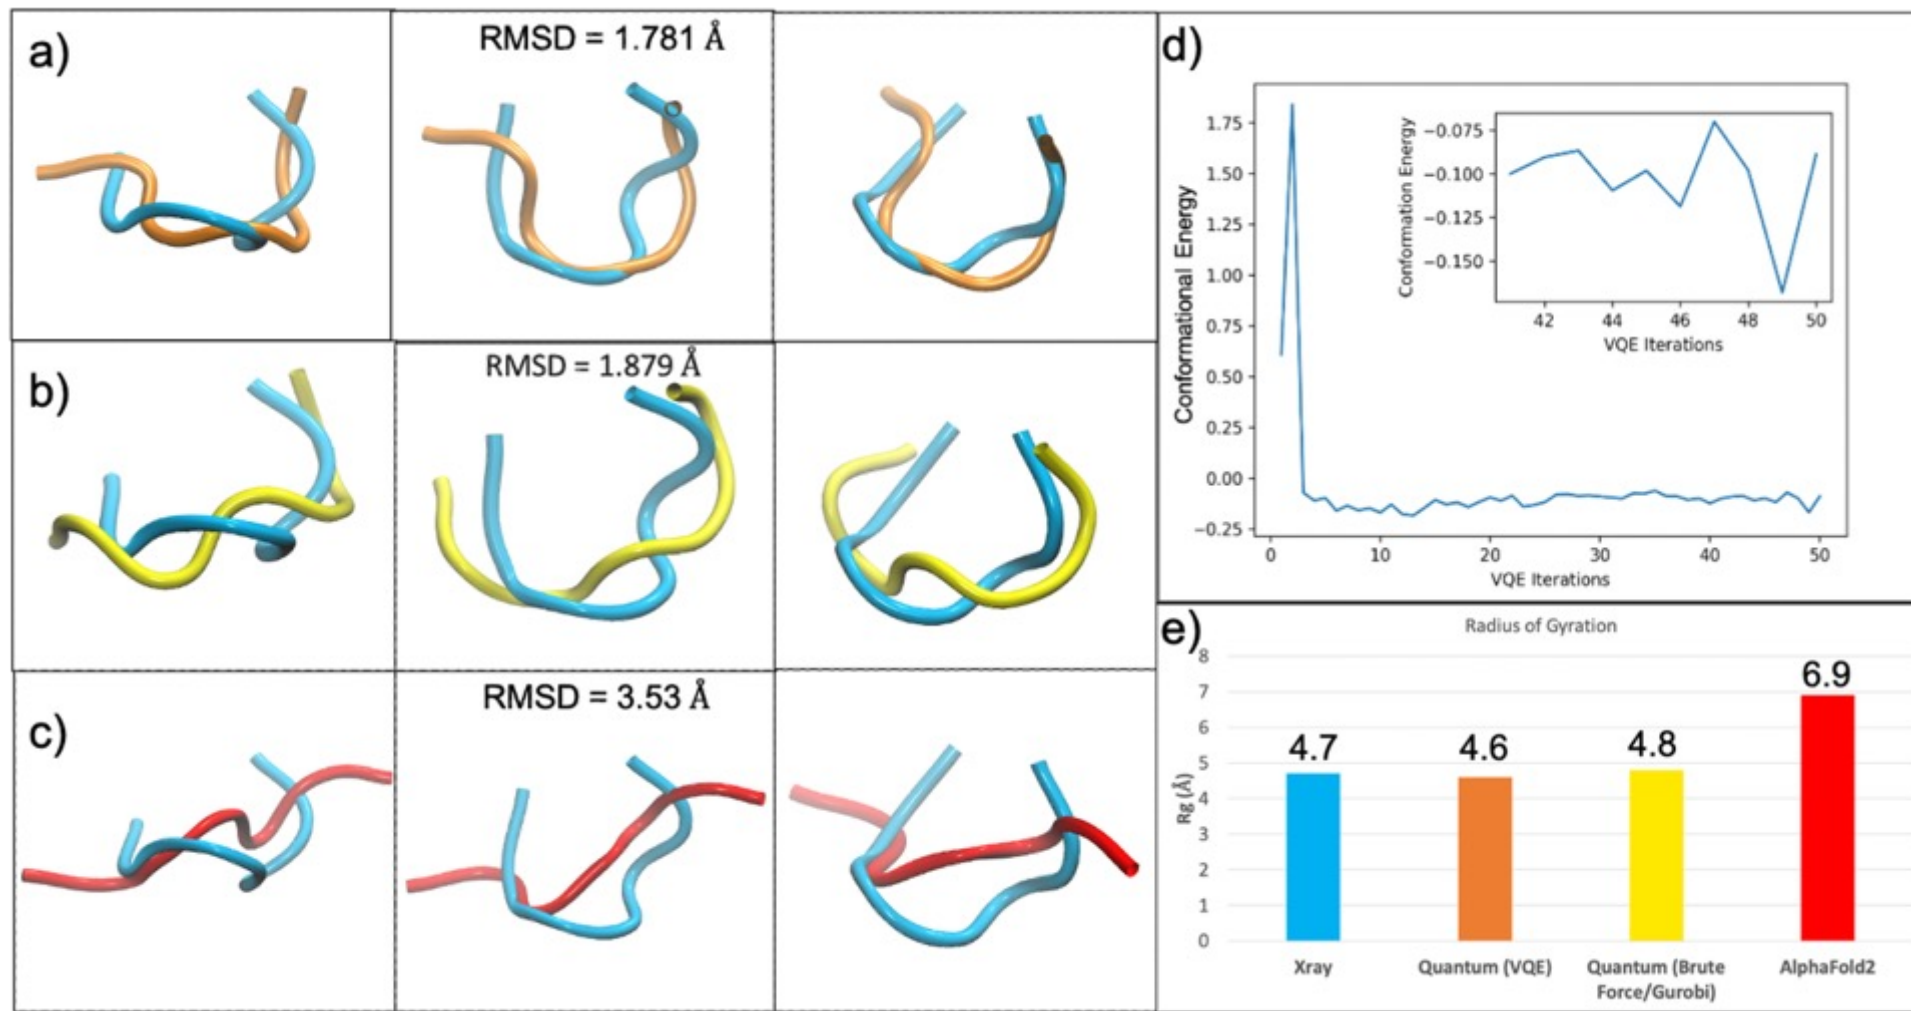 a)
RMSD = 1.781 Å
b)
RMSD = 1.879 Å
c)
RMSD = 3.53 Å
d)
Conformational Energy
1.75
1.50
1.25
1.00
0.75
0.50
0.25
0.00
−0.25
0 10 20 30 40 50
VQE Iterations
Conformation Energy
−0.075
−0.100
−0.125
−0.150
42 44 46 48 50
VQE Iterations
e)
Radius of Gyration
Rg (Å)
8
7
6
5
4
3
2
1
0
4.7 4.6 4.8 6.9
Xray Quantum (VQE) Quantum (Brute AlphaFold2
Force/Gurobi)